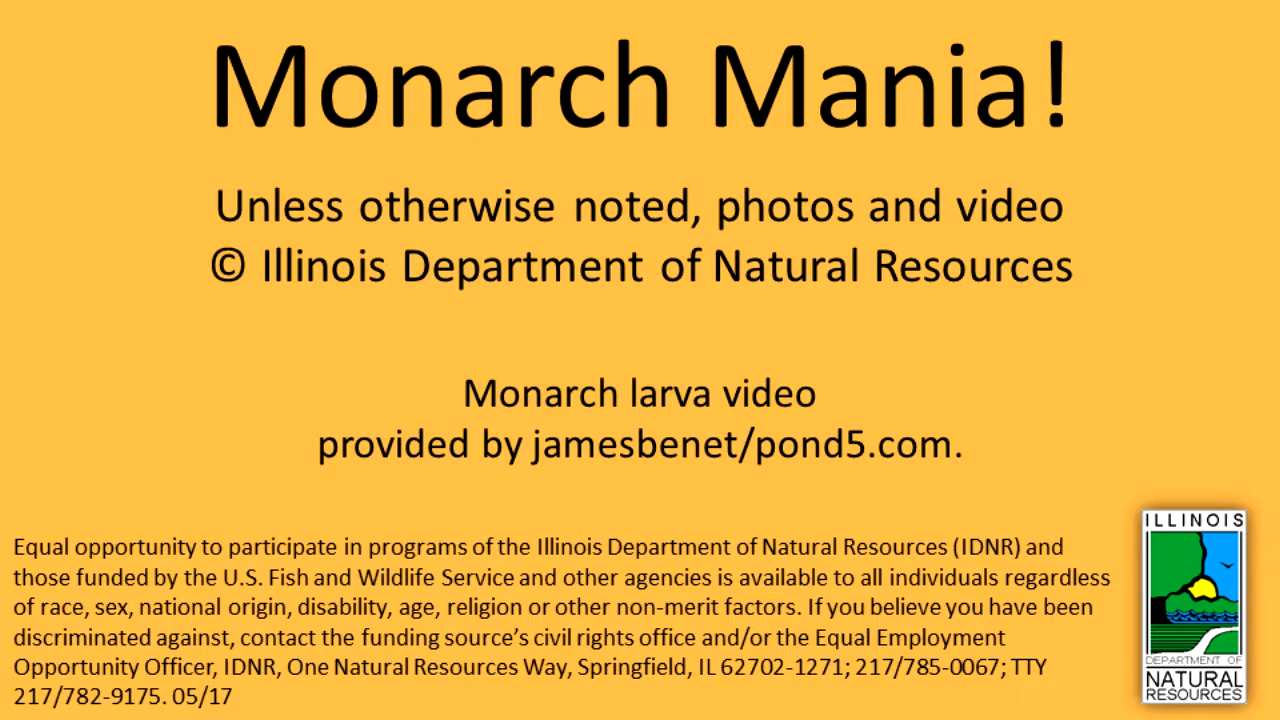 Monarch Mania!
Unless otherwise noted, photos and video
© Illinois Department of Natural Resources
Monarch larva video
provided by jamesbenet/pond5.com.
Equal opportunity to participate in programs of the Illinois Department of Natural Resources (IDNR) and
those funded by the U.S. Fish and Wildlife Service and other agencies is available to all individuals regardless
of race, sex, national origin, disability, age, religion or other non-merit factors. If you believe you have been
discriminated against, contact the funding source's civil rights office and/or the Equal Employment
Opportunity Officer, IDNR, One Natural Resources Way, Springfield, IL 62702-1271; 217/785-0067; TTY
217/782-9175. 05/17
ILLINOIS
DEPARTMENT OF
NATURAL
RESOURCES